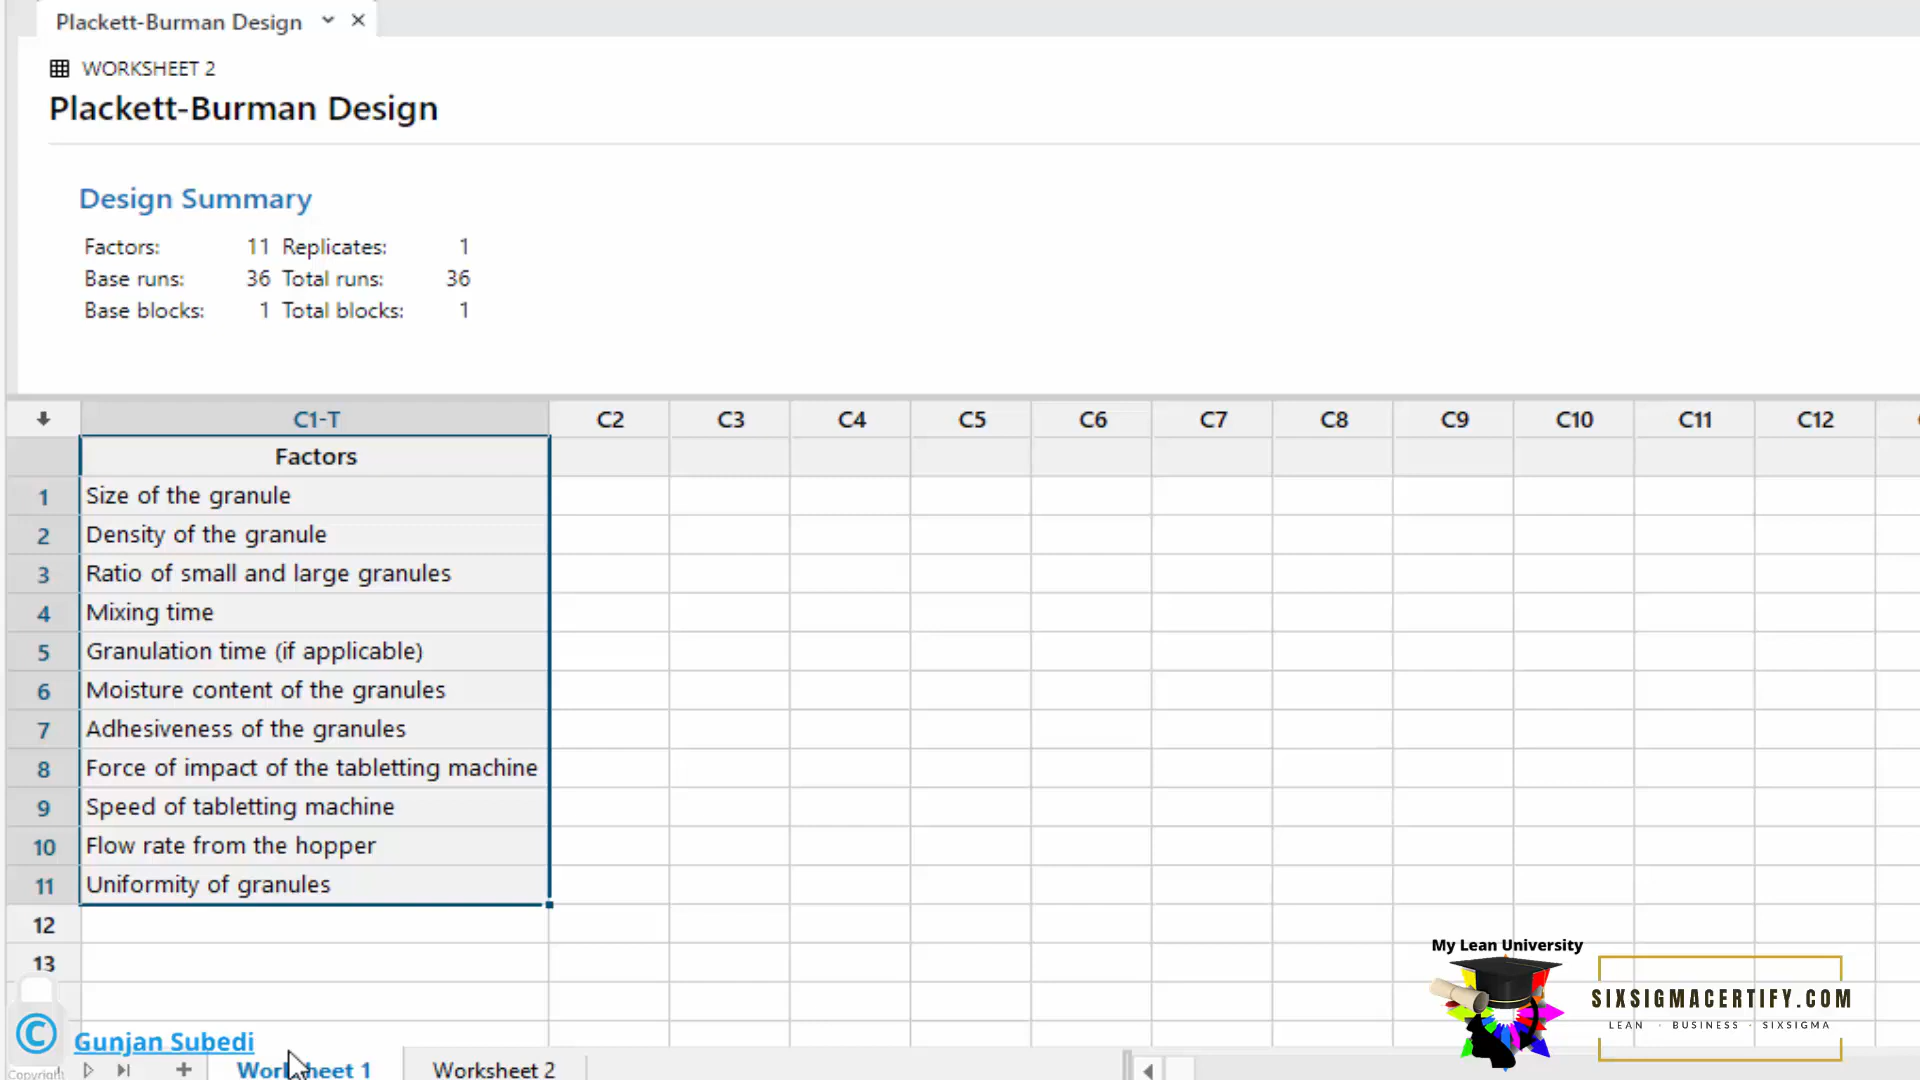 Plackett-Burman Design
WORKSHEET 2
Plackett-Burman Design
Design Summary
Factors: 11 Replicates: 1
Base runs: 36 Total runs: 36
Base blocks: 1 Total blocks: 1
C1-T C2 C3 C4 C5 C6 C7 C8 C9 C10 C11 C12
Factors
1 Size of the granule
2 Density of the granule
3 Ratio of small and large granules
4 Mixing time
5 Granulation time (if applicable)
6 Moisture content of the granules
7 Adhesiveness of the granules
8 Force of impact of the tabletting machine
9 Speed of tabletting machine
10 Flow rate from the hopper
11 Uniformity of granules
12
13
My Lean University
SIXSIGMACERTIFY.COM
LEAN · BUSINESS · SIXSIGMA
© Gunjan Subedi
Copyright
Worksheet 1 Worksheet 2